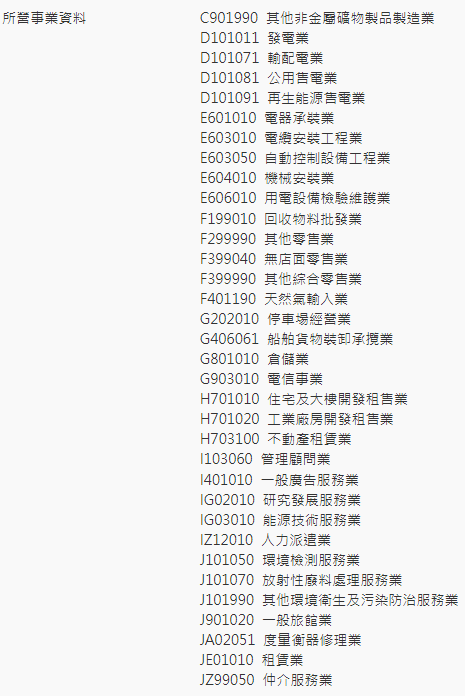 所營事業資料 C901990 其他非金屬礦物製品製造業
D101011 發電業
D101071 輸配電業
D101081 公用售電業
D101091 再生能源售電業
E601010 電器承裝業
E603010 電纜安裝工程業
E603050 自動控制設備工程業
E604010 機械安裝業
E606010 用電設備檢驗維護業
F199010 回收物料批發業
F299990 其他零售業
F399040 無店面零售業
F399990 其他綜合零售業
F401190 天然氣輸入業
G202010 停車場經營業
G406061 船舶貨物裝卸承攬業
G801010 倉儲業
G903010 電信事業
H701010 住宅及大樓開發租售業
H701020 工業廠房開發租售業
H703100 不動產租賃業
I103060 管理顧問業
I401010 一般廣告服務業
IG02010 研究發展服務業
IG03010 能源技術服務業
IZ12010 人力派遣業
J101050 環境檢測服務業
J101070 放射性廢料處理服務業
J101990 其他環境衛生及污染防治服務業
J901020 一般旅館業
JA02051 度量衡器修理業
JE01010 租賃業
JZ99050 仲介服務業